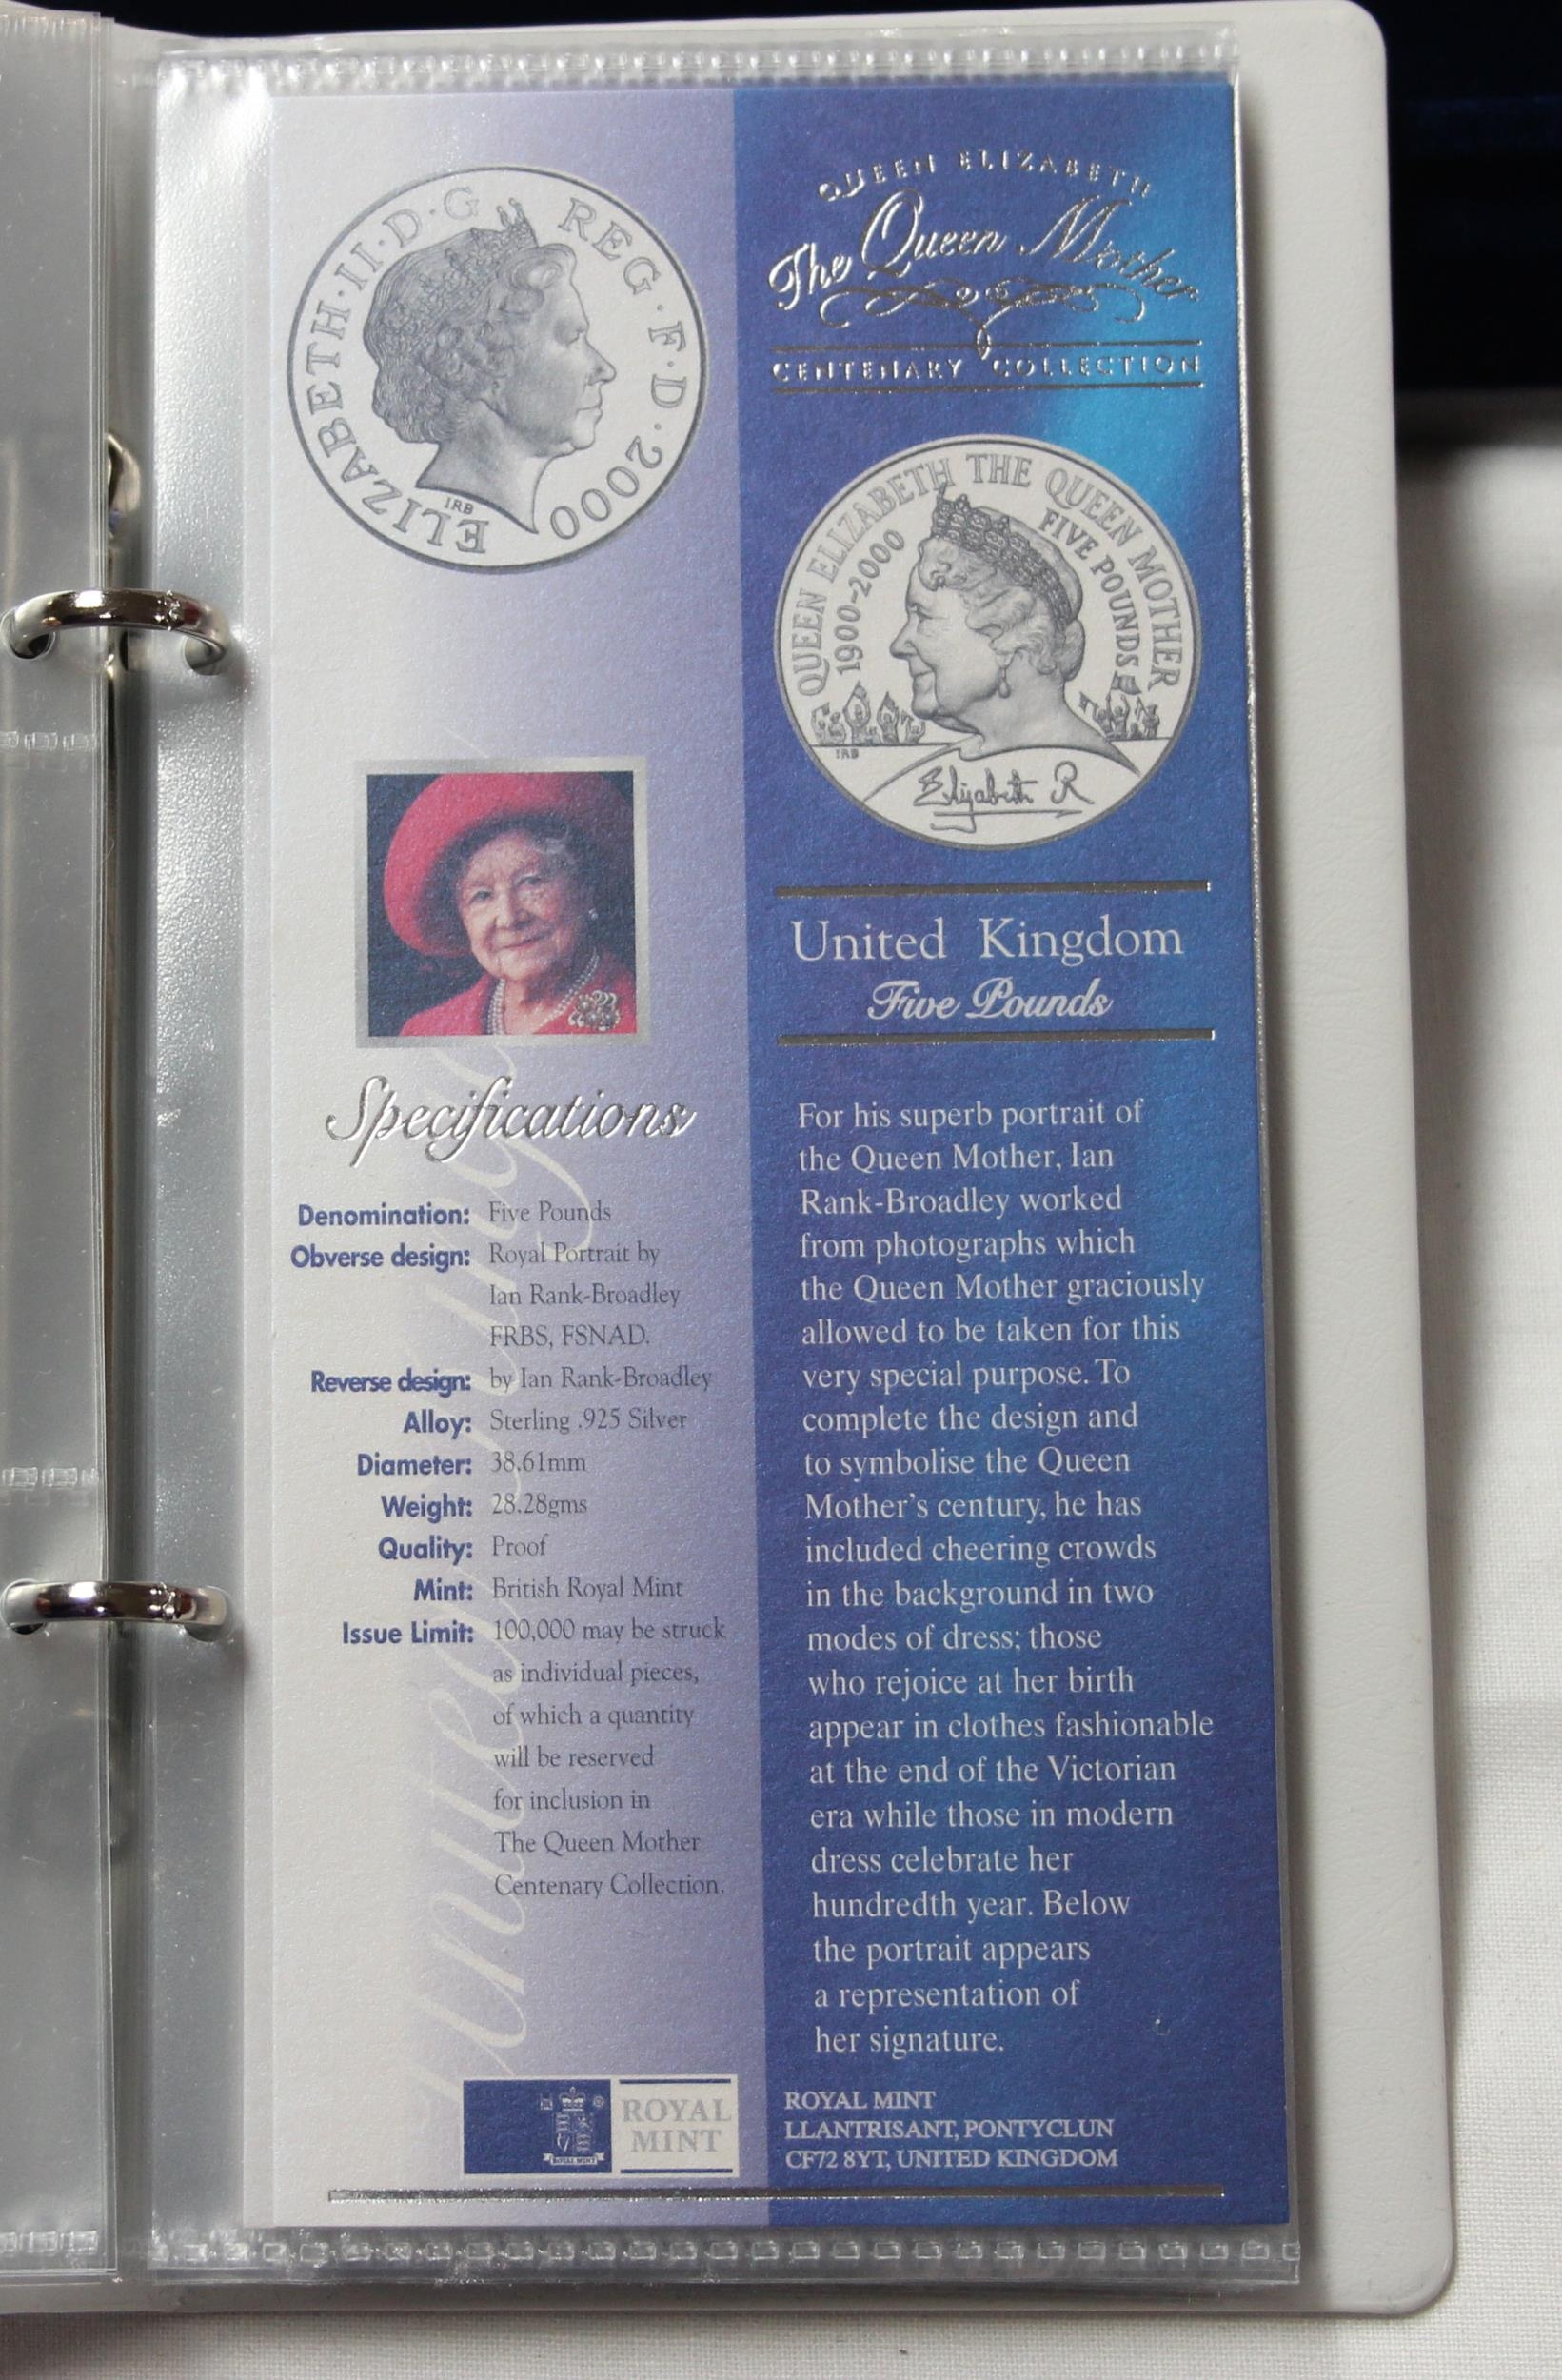 ELIZABETH·II·D·G REG·F·D·2000
IRB
QUEEN ELIZABETH
The Queen Mother
CENTENARY COLLECTION
QUEEN ELIZABETH THE QUEEN MOTHER
1900-2000
FIVE POUNDS
IRB
Elizabeth R
United Kingdom
Five Pounds
Specifications
Denomination: Five Pounds
Obverse design: Royal Portrait by
Ian Rank-Broadley
FRBS, FSNAD.
Reverse design: by Ian Rank-Broadley
Alloy: Sterling .925 Silver
Diameter: 38.61mm
Weight: 28.28gms
Quality: Proof
Mint: British Royal Mint
Issue Limit: 100,000 may be struck
as individual pieces,
of which a quantity
will be reserved
for inclusion in
The Queen Mother
Centenary Collection.
For his superb portrait of
the Queen Mother, Ian
Rank-Broadley worked
from photographs which
the Queen Mother graciously
allowed to be taken for this
very special purpose. To
complete the design and
to symbolise the Queen
Mother's century, he has
included cheering crowds
in the background in two
modes of dress; those
who rejoice at her birth
appear in clothes fashionable
at the end of the Victorian
era while those in modern
dress celebrate her
hundredth year. Below
the portrait appears
a representation of
her signature.
ROYAL MINT
ROYAL
MINT
ROYAL MINT
LLANTRISANT, PONTYCLUN
CF72 8YT, UNITED KINGDOM